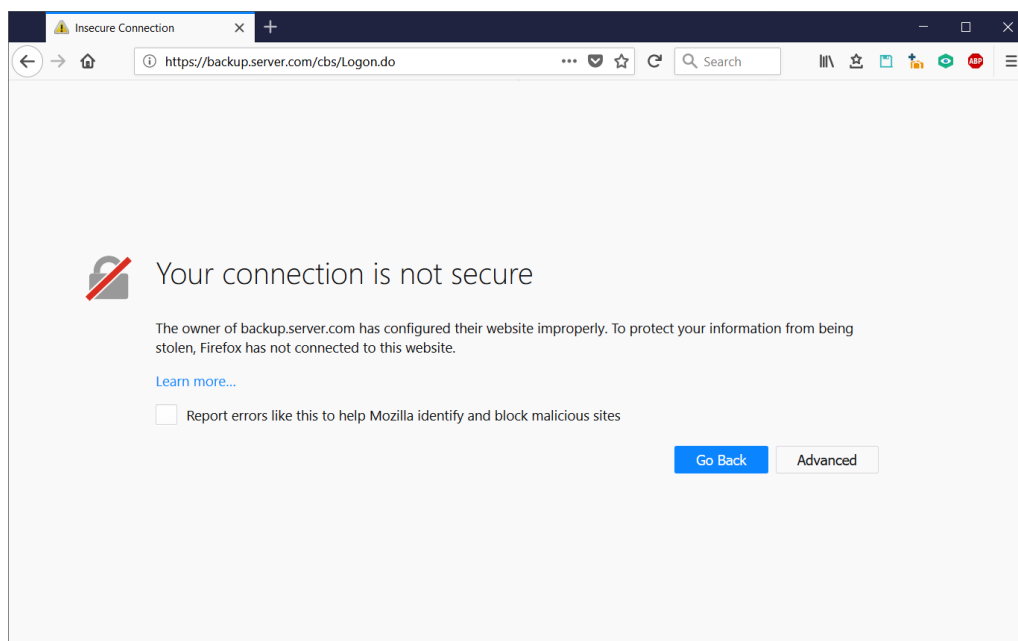 Insecure Connection
https://backup.server.com/cbs/Logon.do
Search
ABP
Your connection is not secure
The owner of backup.server.com has configured their website improperly. To protect your information from being
stolen, Firefox has not connected to this website.
Learn more...
Report errors like this to help Mozilla identify and block malicious sites
Go Back
Advanced